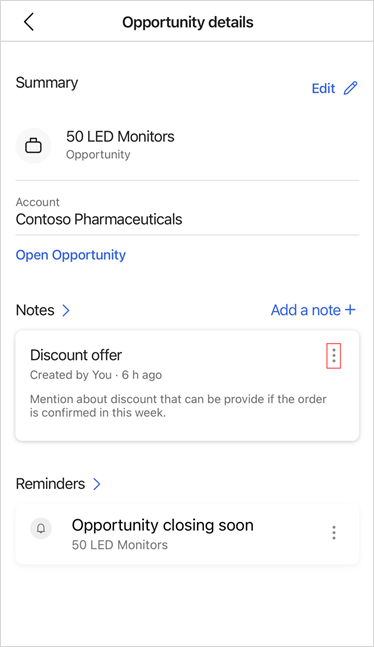 Opportunity details
Summary
Edit
50 LED Monitors
Opportunity
Account
Contoso Pharmaceuticals
Open Opportunity
Notes
Add a note +
Discount offer
Created by You · 6 h ago
Mention about discount that can be provide if the order
is confirmed in this week.
Reminders
Opportunity closing soon
50 LED Monitors